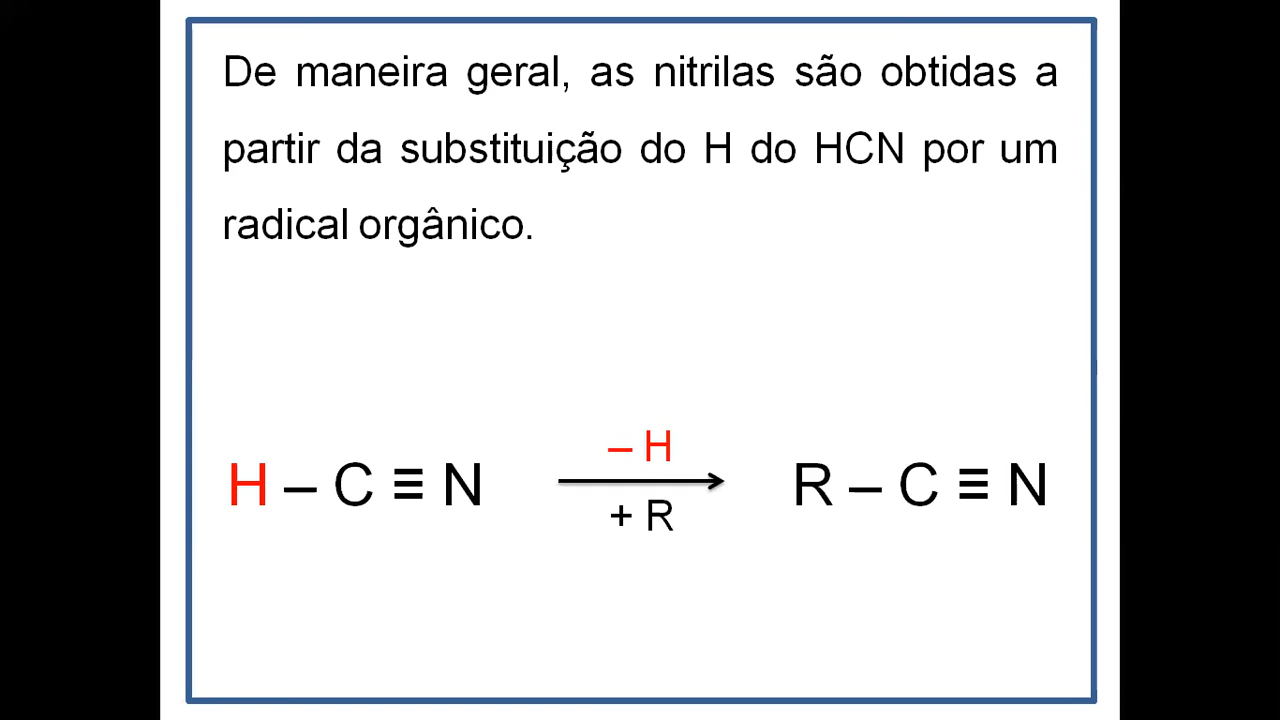 De maneira geral, as nitrilas são obtidas a
partir da substituição do H do HCN por um
radical orgânico.
– H
H – C ≡ N R – C ≡ N
+ R